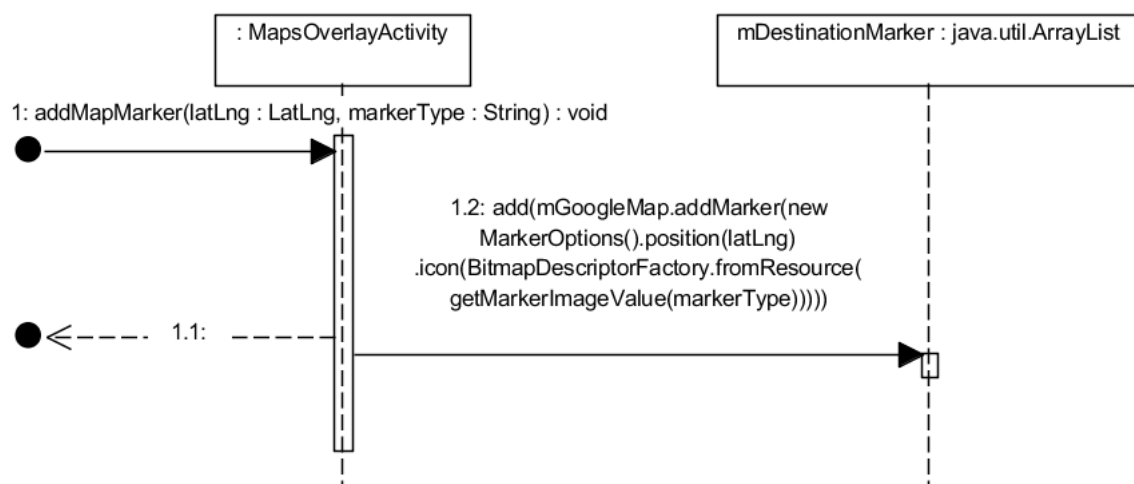 : MapsOverlayActivity
mDestinationMarker : java.util.ArrayList
1: addMapMarker(latLng : LatLng, markerType : String) : void
1.2: add(mGoogleMap.addMarker(new
MarkerOptions().position(latLng)
.icon(BitmapDescriptorFactory.fromResource(
getMarkerImageValue(markerType)))))
1.1: